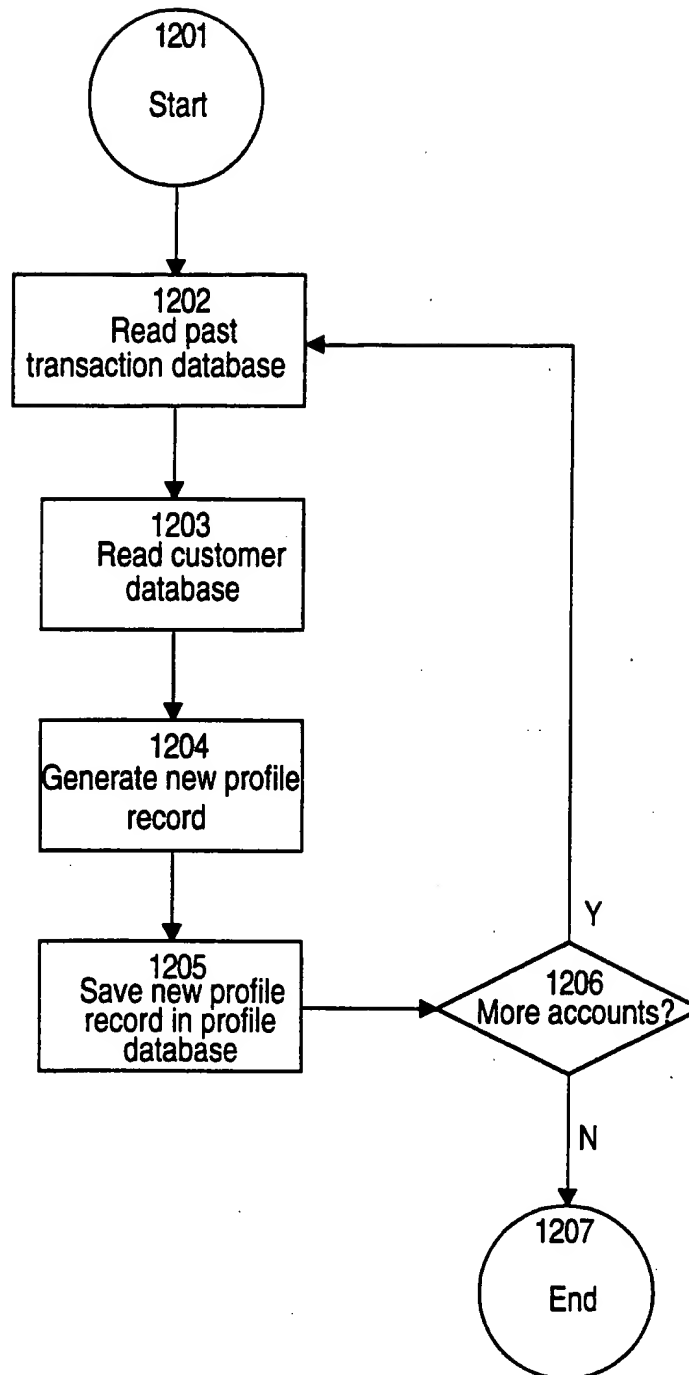 1201
Start
1202
Read past
transaction database
1203
Read customer
database
1204
Generate new profile
record
1205
Save new profile
record in profile
database
Y
1206
More accounts?
N
1207
End